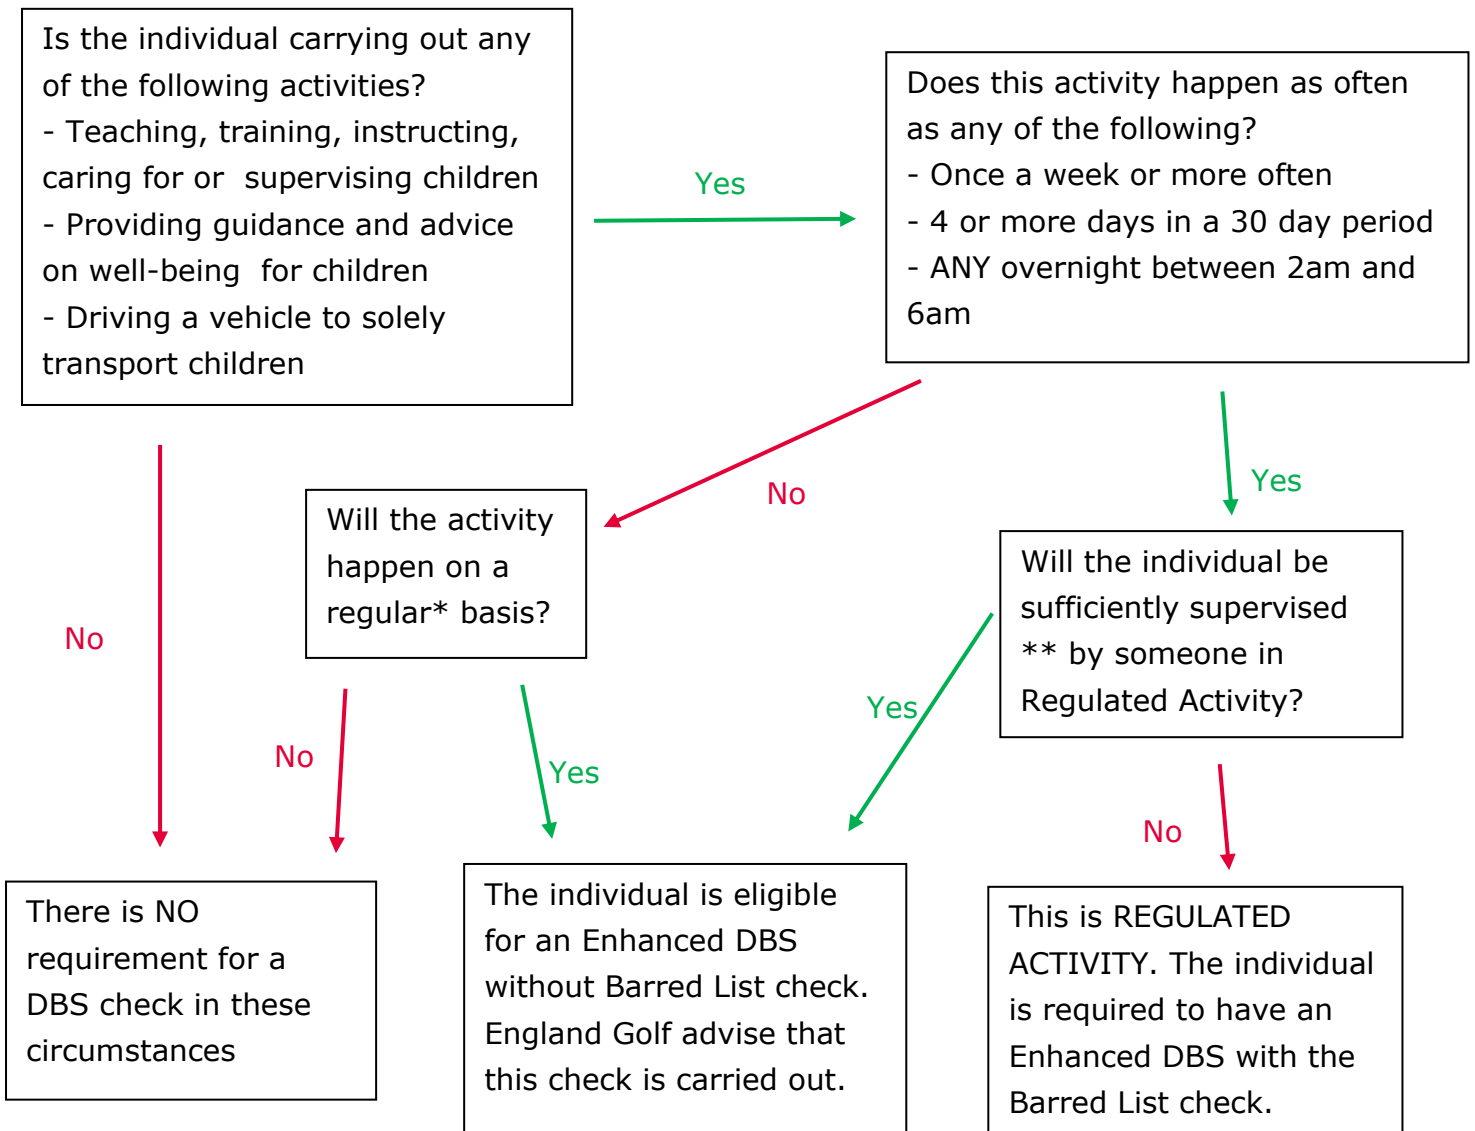 Is the individual carrying out any
of the following activities?
- Teaching, training, instructing,
caring for or  supervising children
- Providing guidance and advice
on well-being  for children
- Driving a vehicle to solely
transport children
Yes
Does this activity happen as often
as any of the following?
- Once a week or more often
- 4 or more days in a 30 day period
- ANY overnight between 2am and
6am
No
No
Yes
Will the activity
happen on a
regular* basis?
Will the individual be
sufficiently supervised
** by someone in
Regulated Activity?
No
Yes
Yes
No
There is NO
requirement for a
DBS check in these
circumstances
The individual is eligible
for an Enhanced DBS
without Barred List check.
England Golf advise that
this check is carried out.
This is REGULATED
ACTIVITY. The individual
is required to have an
Enhanced DBS with the
Barred List check.